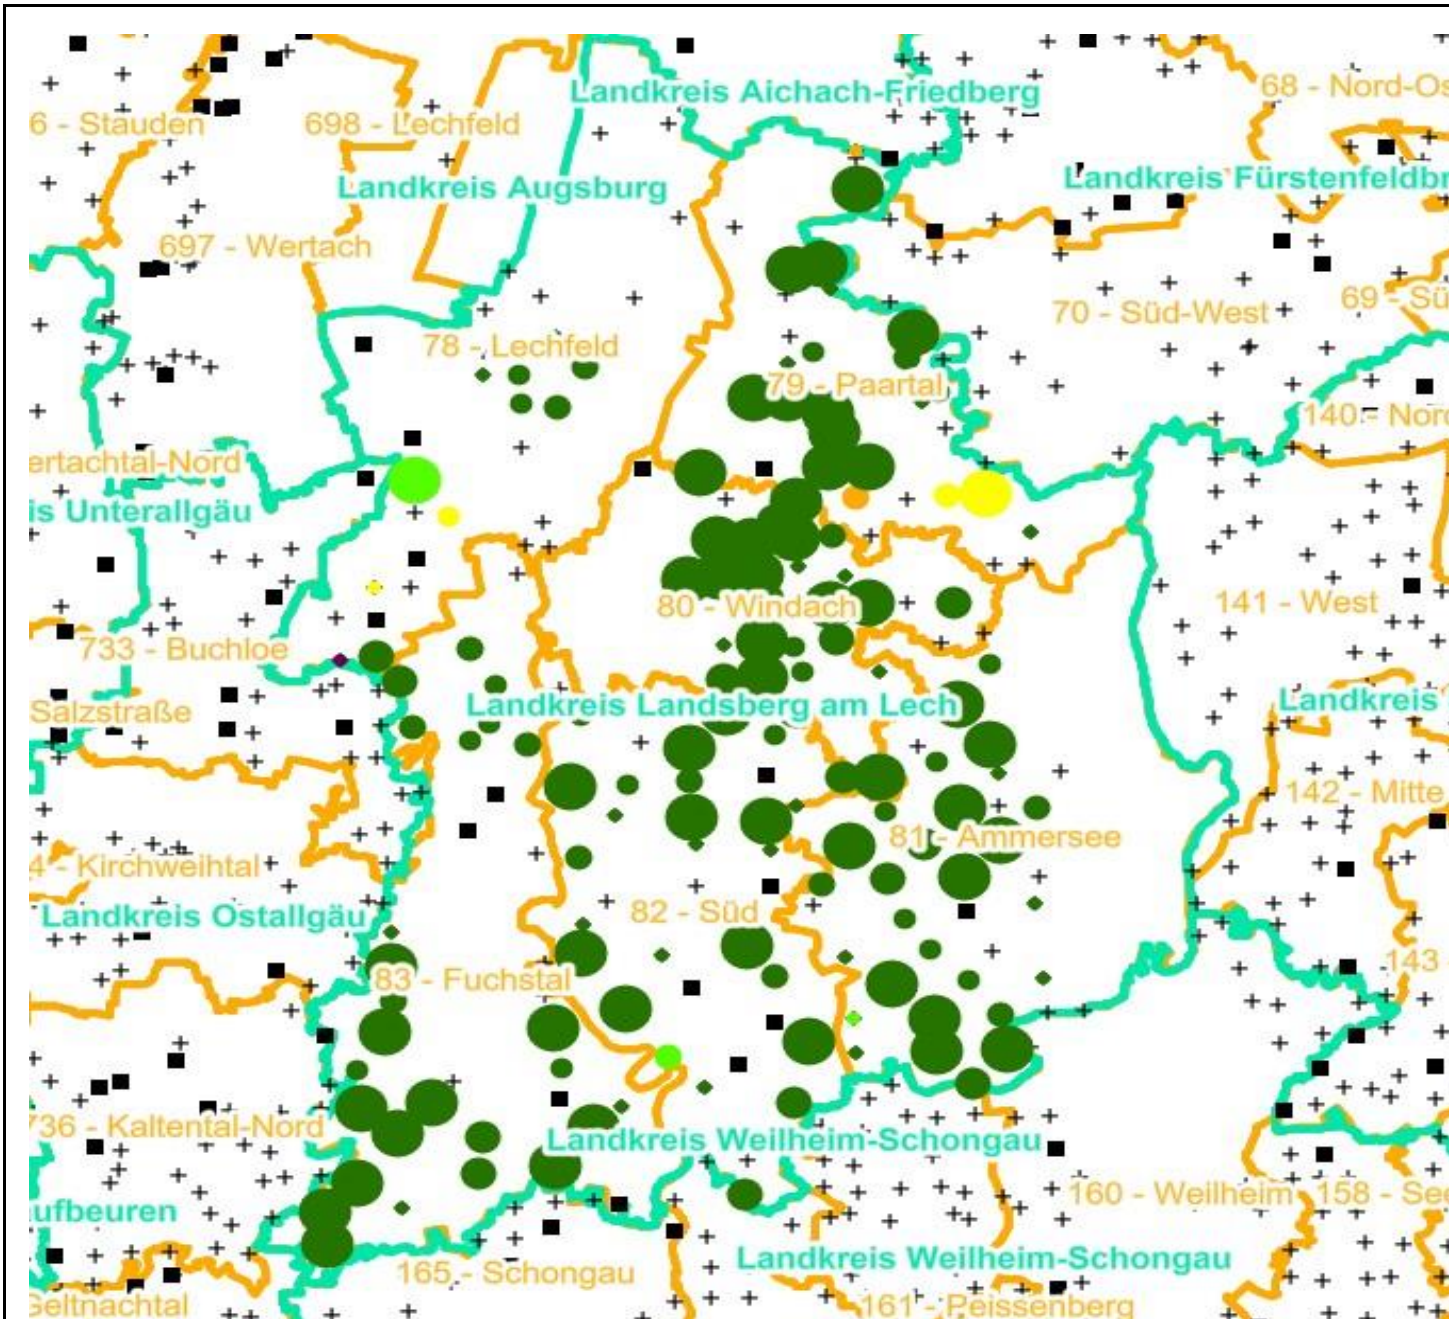 Landkreis Aichach-Friedberg
68 - Nord-Os
6 - Stauden
698 - Lechfeld
Landkreis Augsburg
Landkreis Fürstenfeldbr
697 - Wertach
69 - Sü
70 - Süd-West
78 - Lechfeld
79 - Paartal
140 - Nord
ertachtal-Nord
is Unterallgäu
80 - Windach
141 - West
733 - Buchloe
Landkreis Landsberg am Lech
Landkreis
Salzstraße
142 - Mitte
81 - Ammersee
4 - Kirchweihtal
Landkreis Ostallgäu
82 - Süd
143 -
83 - Fuchstal
736 - Kaltental-Nord
Landkreis Weilheim-Schongau
160 - Weilheim
158 - See
ufbeuren
Landkreis Weilheim-Schongau
165 - Schongau
Geltnachtal
161 - Peissenberg